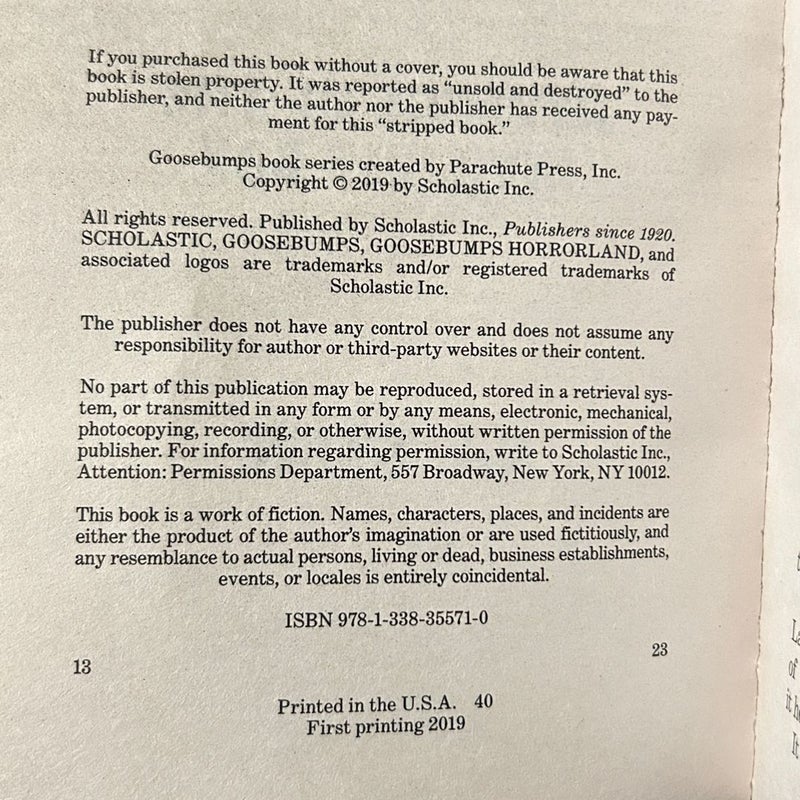 If you purchased this book without a cover, you should be aware that this
book is stolen property. It was reported as “unsold and destroyed” to the
publisher, and neither the author nor the publisher has received any pay-
ment for this “stripped book.”
Goosebumps book series created by Parachute Press, Inc.
Copyright © 2019 by Scholastic Inc.
All rights reserved. Published by Scholastic Inc., Publishers since 1920.
SCHOLASTIC, GOOSEBUMPS, GOOSEBUMPS HORRORLAND, and
associated logos are trademarks and/or registered trademarks of
Scholastic Inc.
The publisher does not have any control over and does not assume any
responsibility for author or third-party websites or their content.
No part of this publication may be reproduced, stored in a retrieval sys-
tem, or transmitted in any form or by any means, electronic, mechanical,
photocopying, recording, or otherwise, without written permission of the
publisher. For information regarding permission, write to Scholastic Inc.,
Attention: Permissions Department, 557 Broadway, New York, NY 10012.
This book is a work of fiction. Names, characters, places, and incidents are
either the product of the author’s imagination or are used fictitiously, and
any resemblance to actual persons, living or dead, business establishments,
events, or locales is entirely coincidental.
ISBN 978-1-338-35571-0
13 23
Printed in the U.S.A. 40
First printing 2019
of
It